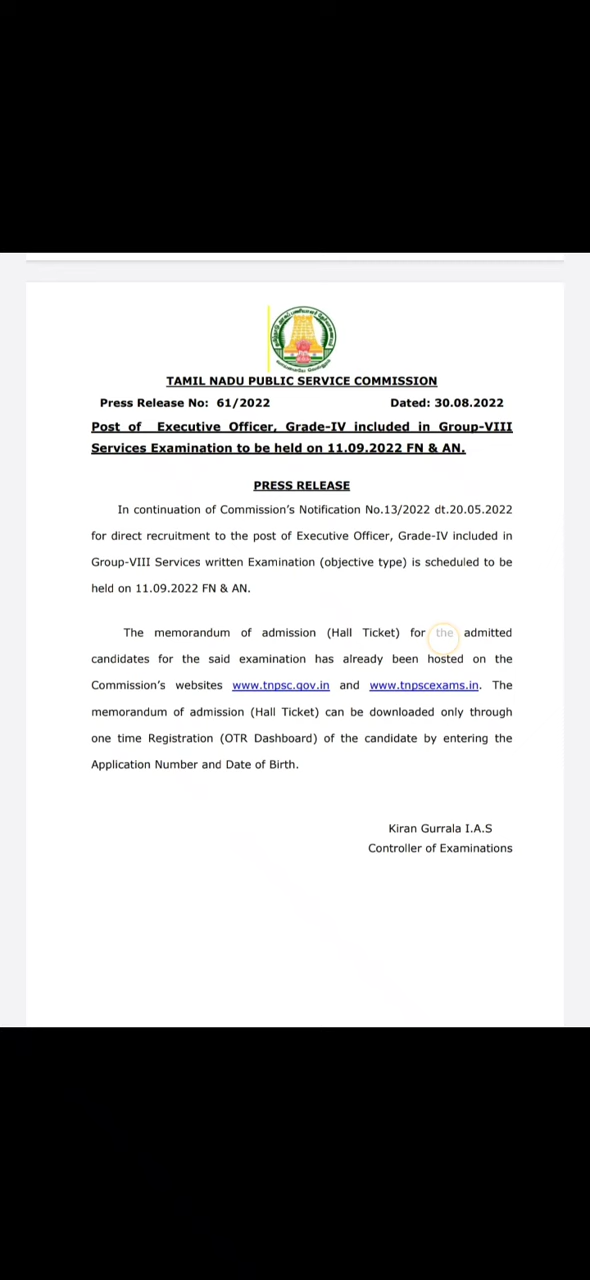 TAMIL NADU PUBLIC SERVICE COMMISSION
Press Release No: 61/2022 Dated: 30.08.2022
Post of Executive Officer, Grade-IV included in Group-VIII
Services Examination to be held on 11.09.2022 FN & AN.
PRESS RELEASE
In continuation of Commission's Notification No.13/2022 dt.20.05.2022
for direct recruitment to the post of Executive Officer, Grade-IV included in
Group-VIII Services written Examination (objective type) is scheduled to be
held on 11.09.2022 FN & AN.
The memorandum of admission (Hall Ticket) for the admitted
candidates for the said examination has already been hosted on the
Commission's websites www.tnpsc.gov.in and www.tnpscexams.in. The
memorandum of admission (Hall Ticket) can be downloaded only through
one time Registration (OTR Dashboard) of the candidate by entering the
Application Number and Date of Birth.
Kiran Gurrala I.A.S
Controller of Examinations